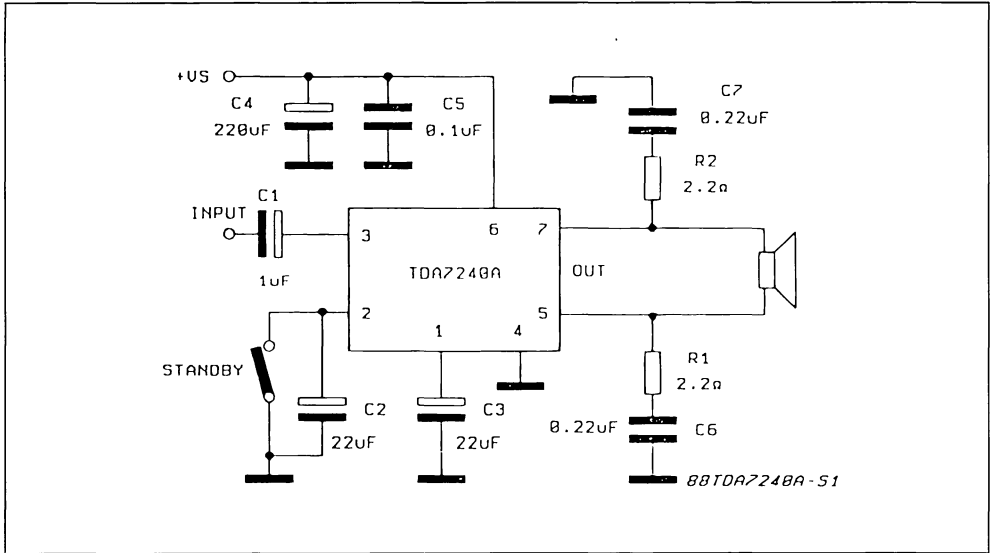 +VS
C4
220uF
C5
0.1uF
C7
0.22uF
R2
2.2Ω
C1
INPUT
1uF
3
6
7
TDA7240A
OUT
2
1
4
5
STANDBY
C2
22uF
C3
22uF
R1
2.2Ω
0.22uF
C6
88TDA7240A-S1